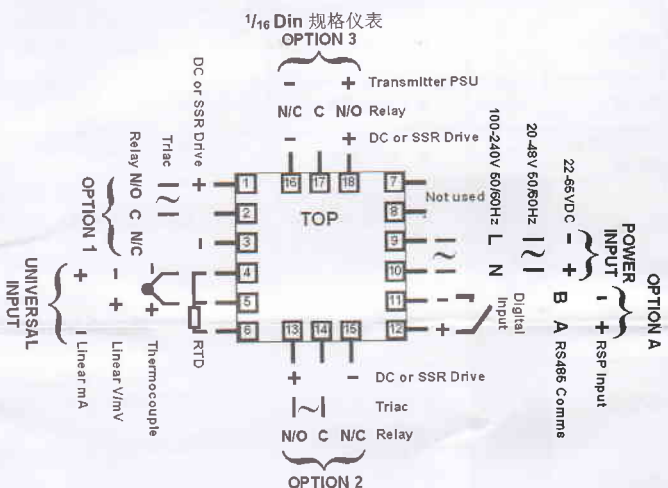 1/16 Din 规格仪表
OPTION 3
− + Transmitter PSU
N/C C N/O Relay
− + DC or SSR Drive
16 17 18
TOP
1
2
3
4
5
6
7
8
9
10
11
12
13 14 15
DC or SSR Drive + −
Triac |~|
Relay N/O C N/C
OPTION 1
− + Thermocouple
RTD
− + Linear V/mV
+ − Linear mA
UNIVERSAL
INPUT
Not used
~
− +
Digital
Input
100-240V 50/60Hz L N
20-48V 50/60Hz |~|
22-65VDC − +
POWER
INPUT
B A RS485 Comms
− + RSP Input
OPTION A
+ − DC or SSR Drive
|~| Triac
N/O C N/C Relay
OPTION 2